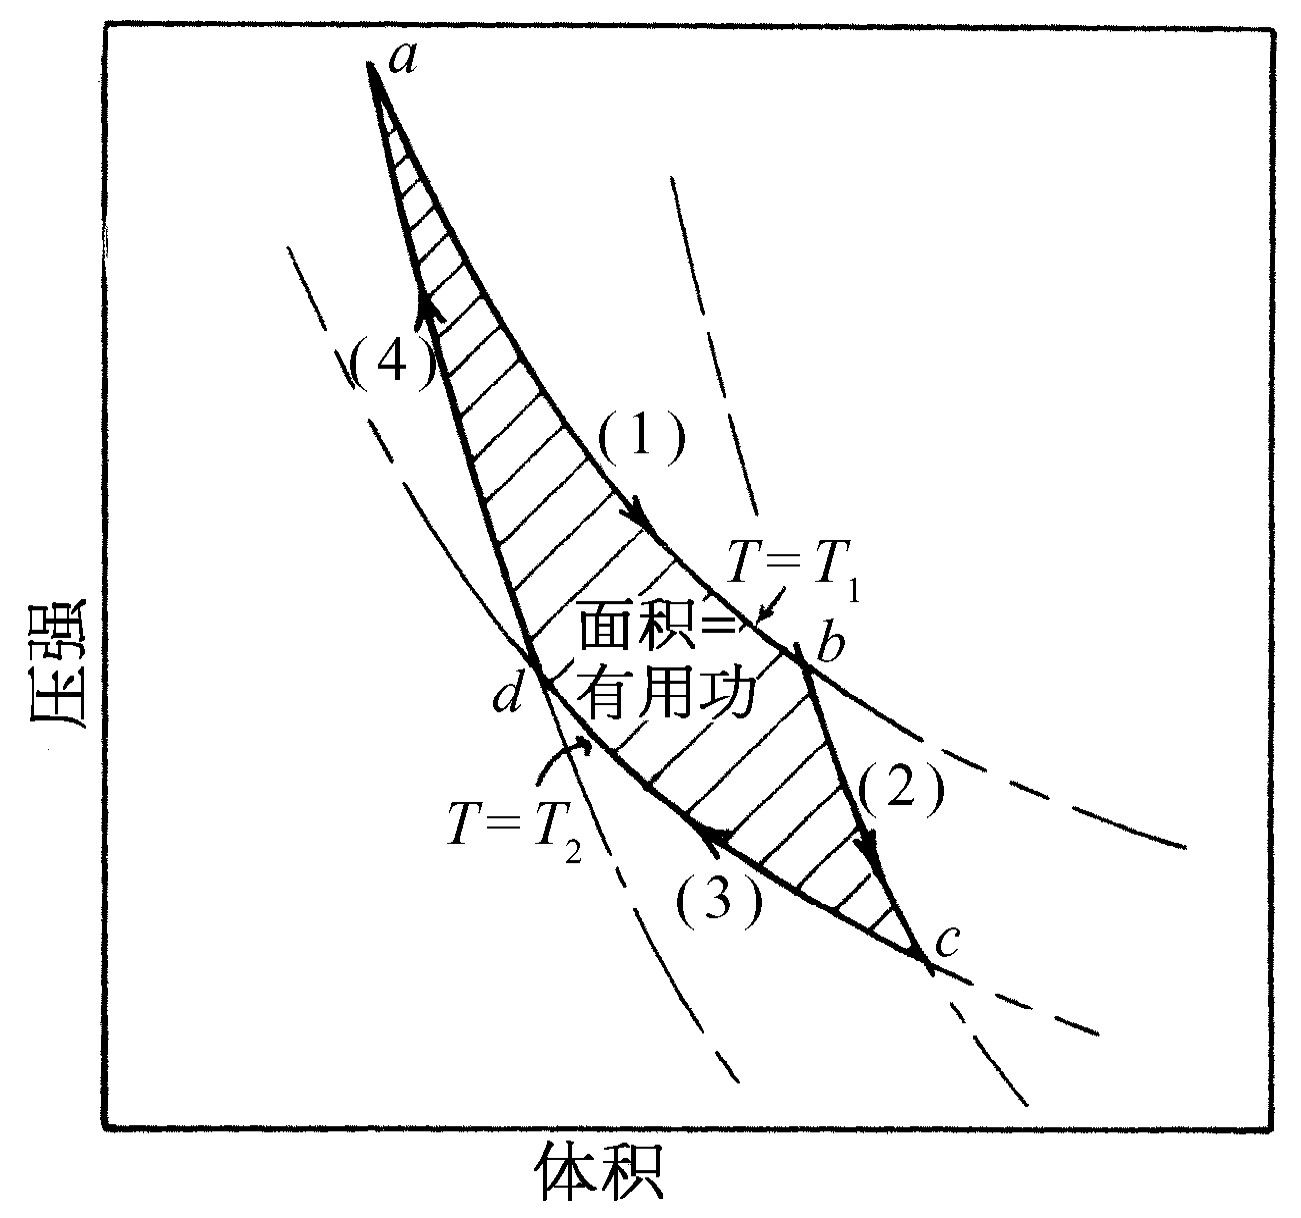 a
(4)
(1)
T=T1
面积=
b
有用功
d
(2)
T=T2
(3)
c
压强
体积